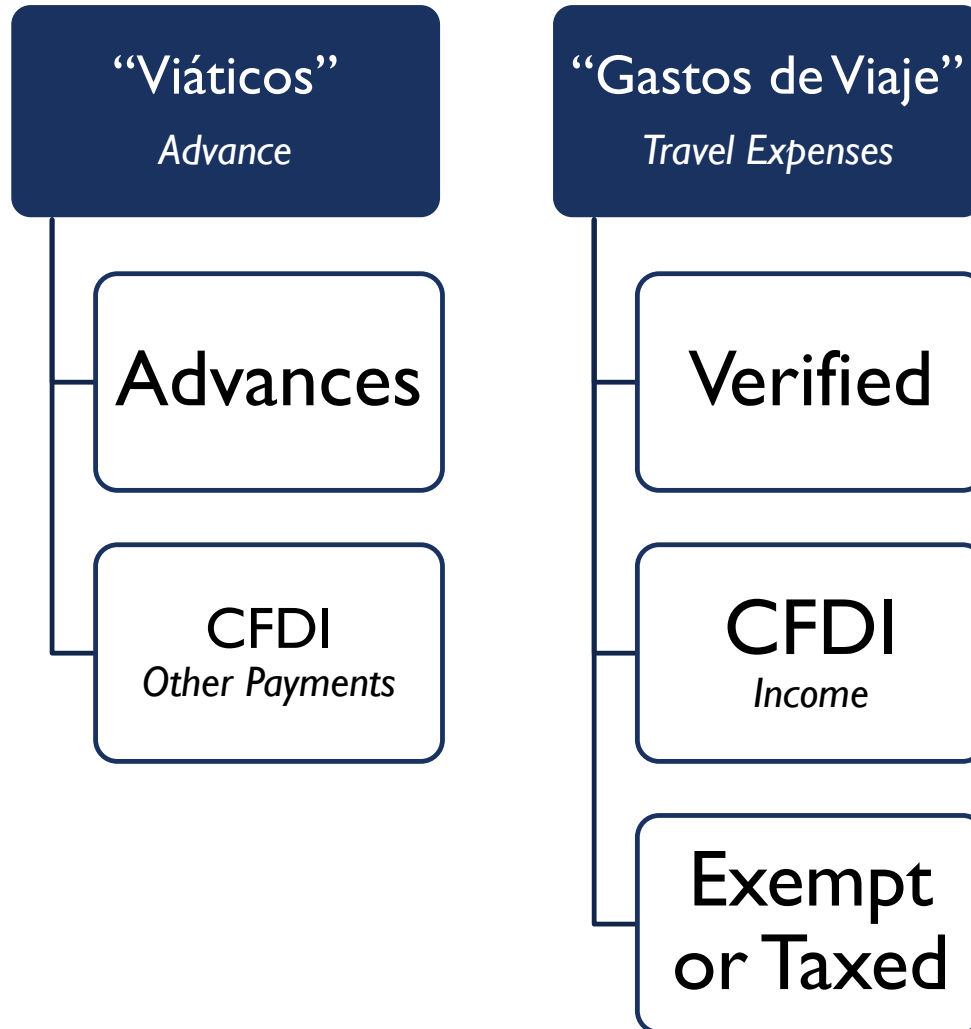 “Viáticos”
Advance
Advances
CFDI
Other Payments
“Gastos de Viaje”
Travel Expenses
Verified
CFDI
Income
Exempt
or Taxed